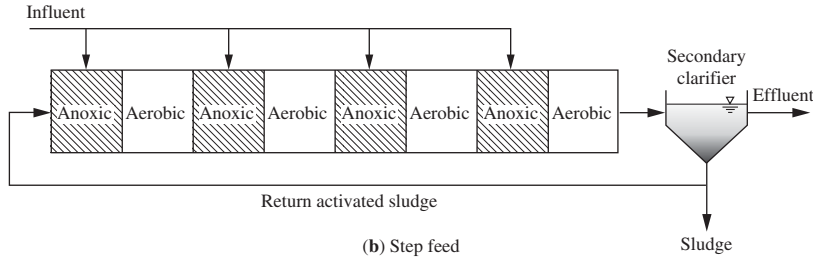 Influent
Secondary
clarifier
Anoxic Aerobic Anoxic Aerobic Anoxic Aerobic Anoxic Aerobic
Effluent
Return activated sludge
Sludge
(b) Step feed